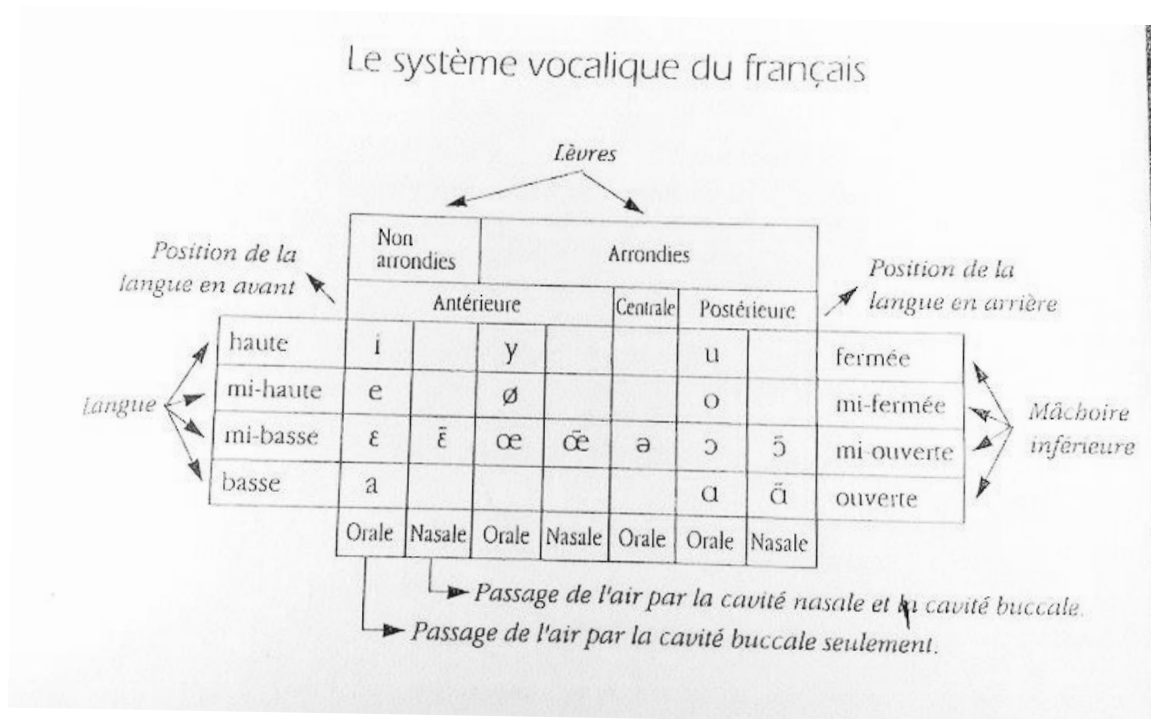 Le système vocalique du français
Lèvres
Non arrondies Arrondies
Position de la langue en avant
Position de la langue en arrière
Antérieure Centrale Postérieure
haute i y u fermée
mi-haute e ø o mi-fermée
Langue
Mâchoire inférieure
mi-basse ɛ ɛ̃ œ œ̃ ə ɔ ɔ̃ mi-ouverte
basse a ɑ ɑ̃ ouverte
Orale Nasale Orale Nasale Orale Orale Nasale
Passage de l'air par la cavité nasale et la cavité buccale.
Passage de l'air par la cavité buccale seulement.